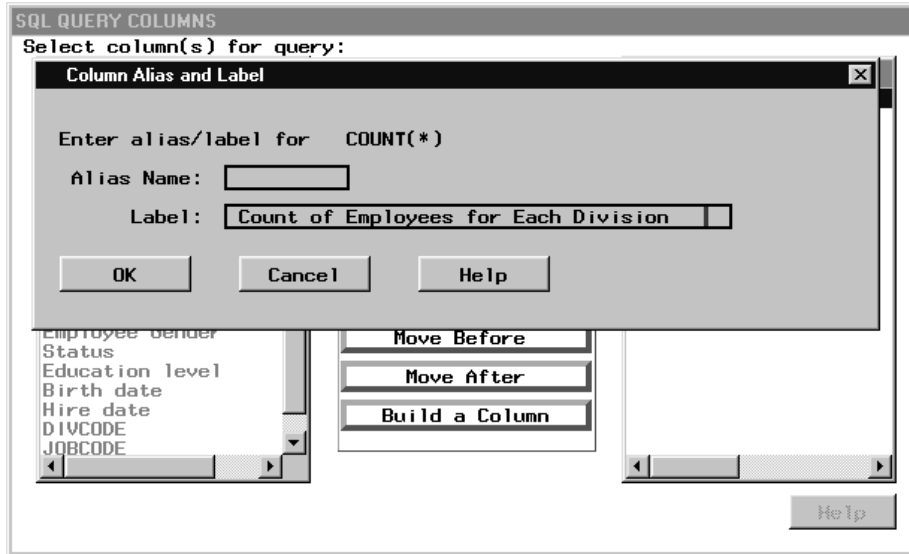 SQL QUERY COLUMNS
Select column(s) for query:
Column Alias and Label
Enter alias/label for COUNT(*)
Alias Name:
Label: Count of Employees for Each Division
OK Cancel Help
Employee Gender
Status
Education level
Birth date
Hire date
DIVCODE
JOBCODE
Move Before
Move After
Build a Column
Help